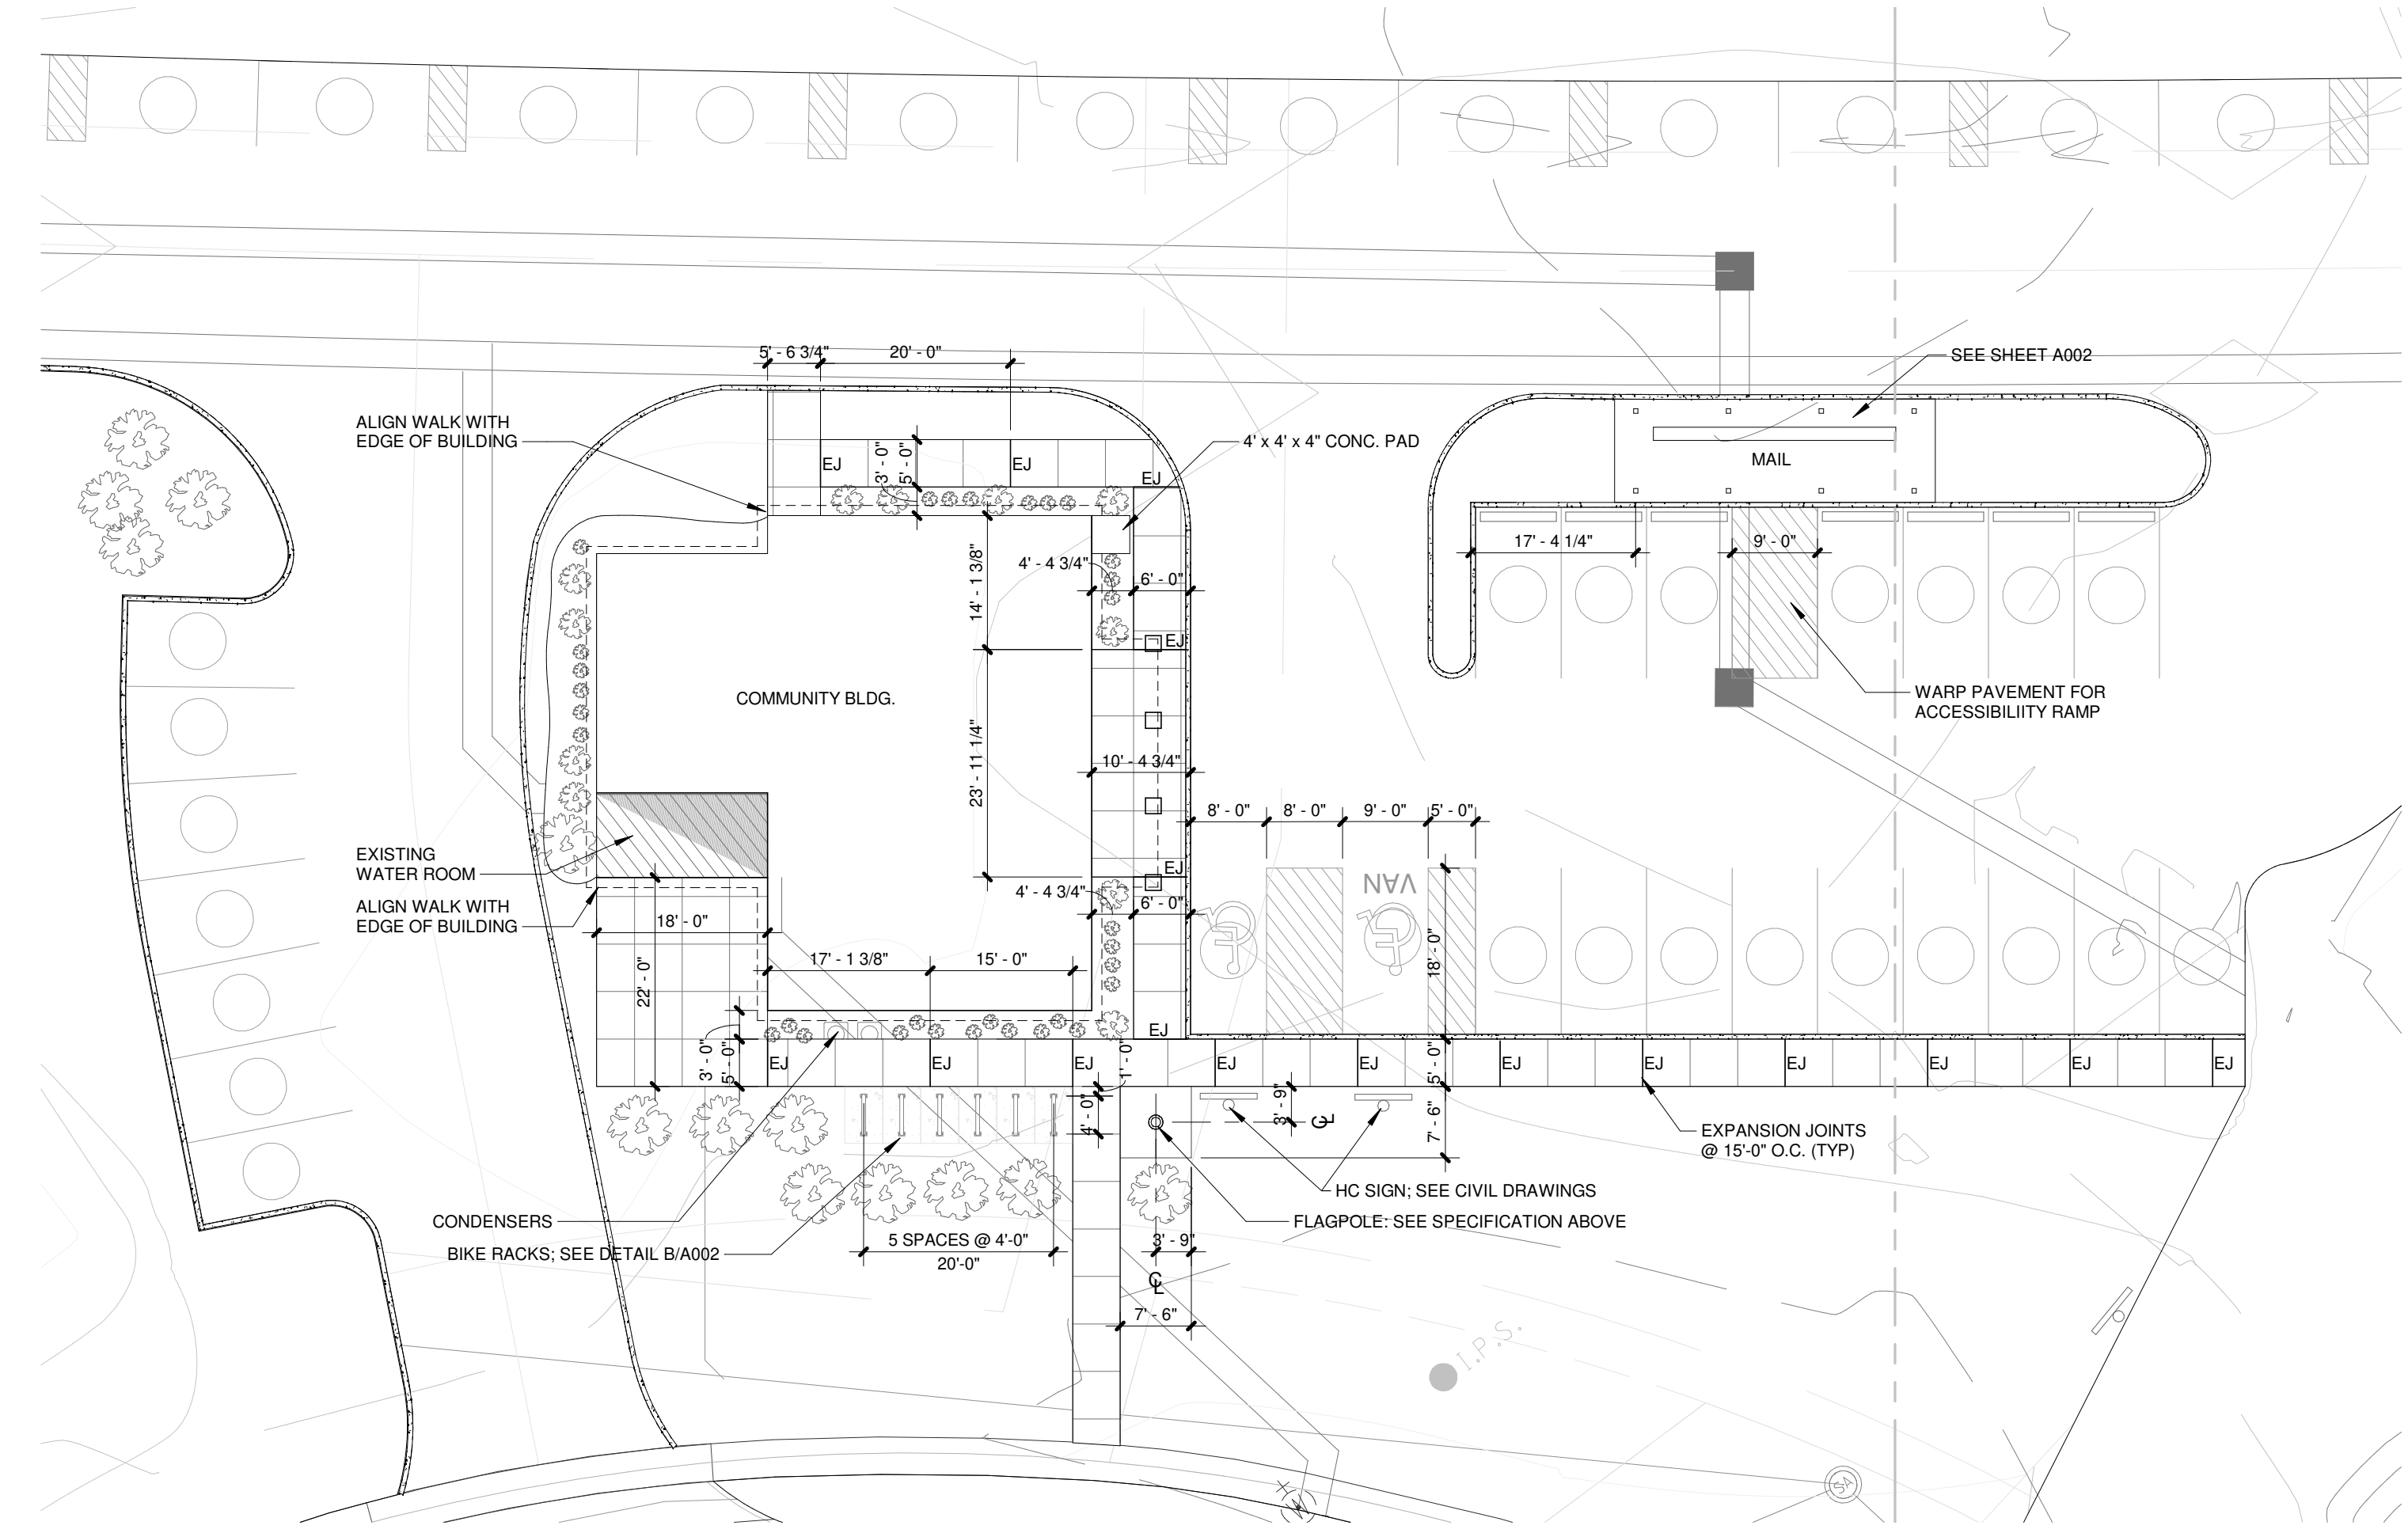 5' - 6 3/4"
20' - 0"
SEE SHEET A002
ALIGN WALK WITH
EDGE OF BUILDING
4' x 4' x 4" CONC. PAD
EJ
EJ
EJ
3' - 0"
5' - 0"
MAIL
17' - 4 1/4"
9' - 0"
14' - 1 3/8"
4' - 4 3/4"
6' - 0"
EJ
COMMUNITY BLDG.
WARP PAVEMENT FOR
ACCESSIBILIITY RAMP
23' - 11 1/4"
10' - 4 3/4"
8' - 0"
8' - 0"
9' - 0"
5' - 0"
EXISTING
WATER ROOM
EJ
VAN
4' - 4 3/4"
6' - 0"
ALIGN WALK WITH
EDGE OF BUILDING
18' - 0"
22' - 0"
17' - 1 3/8"
15' - 0"
18' - 0"
EJ
3' - 0"
5' - 0"
EJ
EJ
EJ
1' - 0"
EJ
EJ
5' - 0"
EJ
EJ
EJ
EJ
EJ
EJ
4' - 0"
3' - 9"
CL
7' - 6"
EXPANSION JOINTS
@ 15'-0" O.C. (TYP)
HC SIGN; SEE CIVIL DRAWINGS
CONDENSERS
FLAGPOLE: SEE SPECIFICATION ABOVE
BIKE RACKS; SEE DETAIL B/A002
5 SPACES @ 4'-0"
20'-0"
3' - 9"
CL
7' - 6"
I.P.S.
SA
W